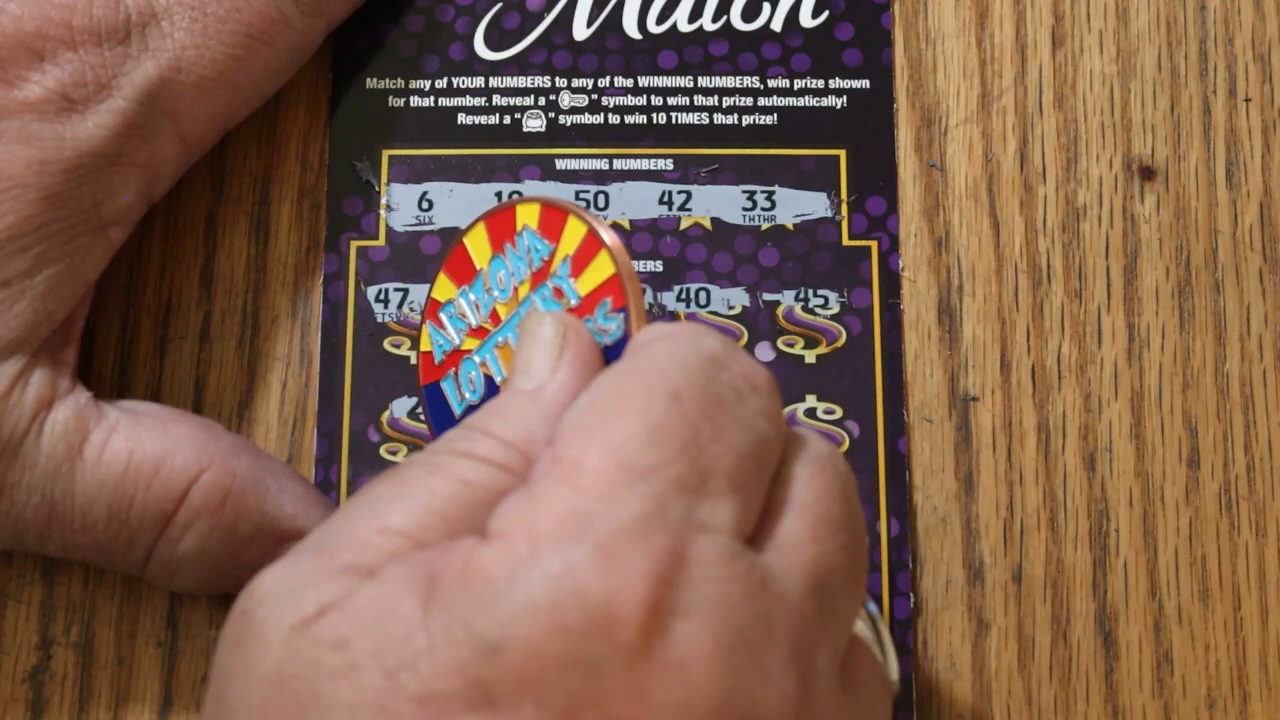 Match
Match any of YOUR NUMBERS to any of the WINNING NUMBERS, win prize shown
for that number. Reveal a " " symbol to win that prize automatically!
Reveal a " " symbol to win 10 TIMES that prize!
WINNING NUMBERS
6 50 42 33
SIX THTHR
47 40 45
ARIZONA
LOTTERY